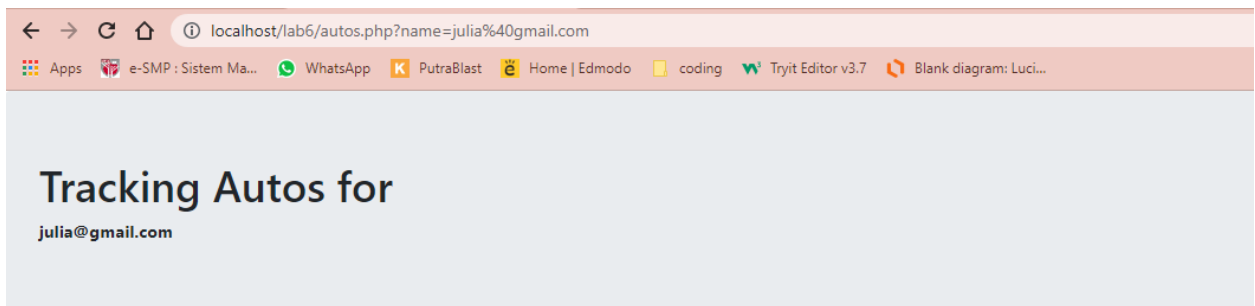 localhost/lab6/autos.php?name=julia%40gmail.com
Apps e-SMP : Sistem Ma... WhatsApp K PutraBlast ë Home | Edmodo coding W³ Tryit Editor v3.7 Blank diagram: Luci...
Tracking Autos for
julia@gmail.com